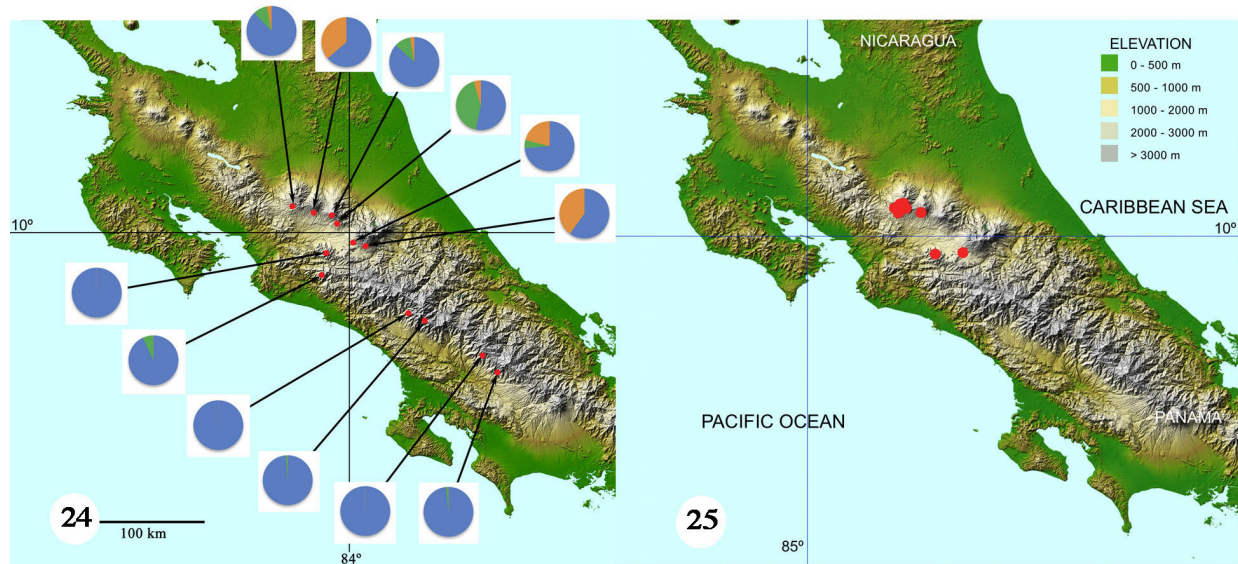 10º
24
100 km
84º
NICARAGUA
ELEVATION
0 - 500 m
500 - 1000 m
1000 - 2000 m
2000 - 3000 m
> 3000 m
CARIBBEAN SEA
10º
PACIFIC OCEAN
PANAMA
25
85º